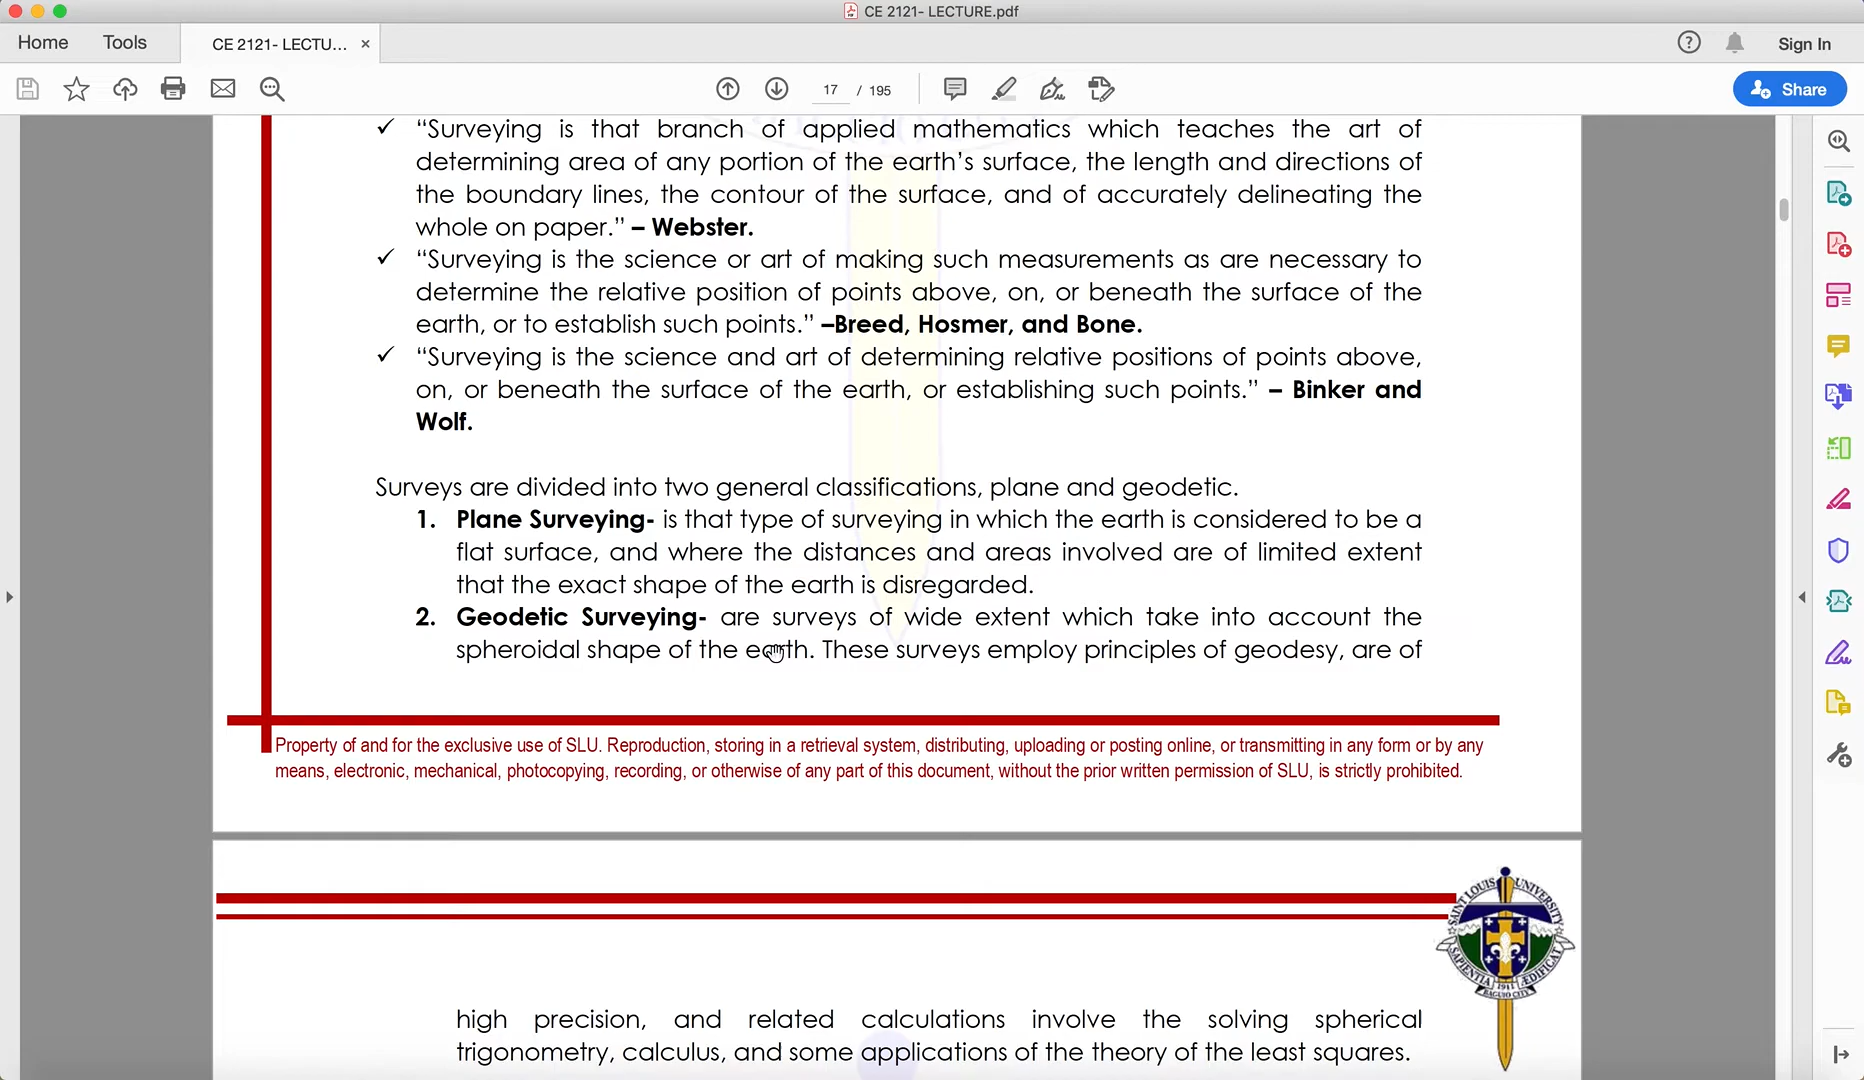 CE 2121- LECTURE.pdf
Home
Tools
CE 2121- LECTU... ×
Sign In
17 / 195
Share
✓ “Surveying is that branch of applied mathematics which teaches the art of
determining area of any portion of the earth’s surface, the length and directions of
the boundary lines, the contour of the surface, and of accurately delineating the
whole on paper.” – Webster.
✓ “Surveying is the science or art of making such measurements as are necessary to
determine the relative position of points above, on, or beneath the surface of the
earth, or to establish such points.” –Breed, Hosmer, and Bone.
✓ “Surveying is the science and art of determining relative positions of points above,
on, or beneath the surface of the earth, or establishing such points.” – Binker and
Wolf.
Surveys are divided into two general classifications, plane and geodetic.
1. Plane Surveying- is that type of surveying in which the earth is considered to be a
flat surface, and where the distances and areas involved are of limited extent
that the exact shape of the earth is disregarded.
2. Geodetic Surveying- are surveys of wide extent which take into account the
spheroidal shape of the earth. These surveys employ principles of geodesy, are of
Property of and for the exclusive use of SLU. Reproduction, storing in a retrieval system, distributing, uploading or posting online, or transmitting in any form or by any
means, electronic, mechanical, photocopying, recording, or otherwise of any part of this document, without the prior written permission of SLU, is strictly prohibited.
SAINT LOUIS UNIVERSITY
SAPIENTIA ÆDIFICAT
1911
BAGUIO CITY
high precision, and related calculations involve the solving spherical
trigonometry, calculus, and some applications of the theory of the least squares.